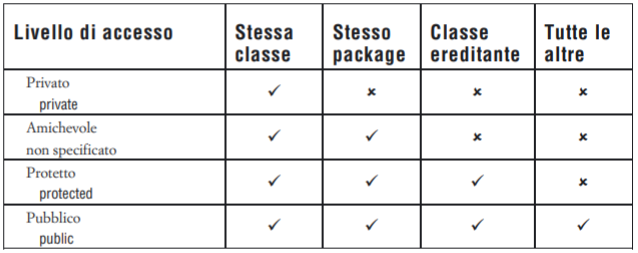 Livello di accesso
Stessa classe
Stesso package
Classe ereditante
Tutte le altre
Privato
private
✓ × × ×
Amichevole
non specificato
✓ ✓ × ×
Protetto
protected
✓ ✓ ✓ ×
Pubblico
public
✓ ✓ ✓ ✓